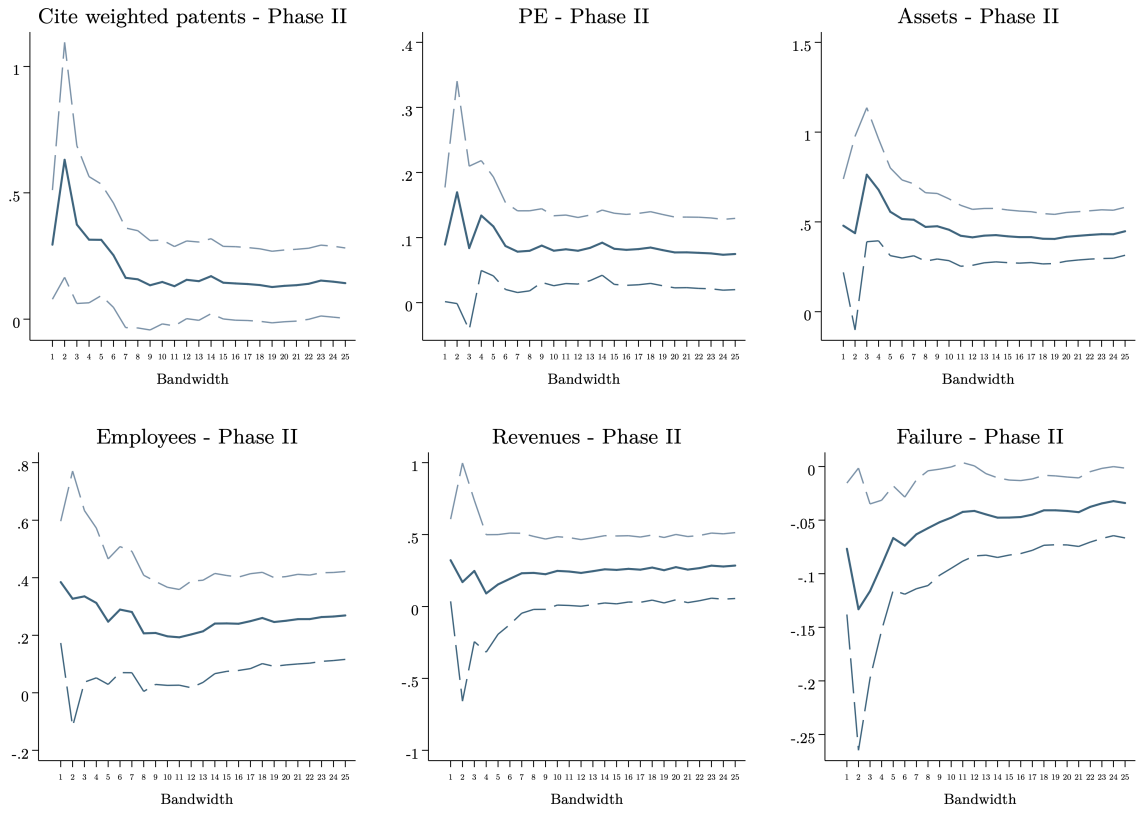 Cite weighted patents - Phase II
1
.5
0
1 2 3 4 5 6 7 8 9 10 11 12 13 14 15 16 17 18 19 20 21 22 23 24 25
Bandwidth
PE - Phase II
.4
.3
.2
.1
0
1 2 3 4 5 6 7 8 9 10 11 12 13 14 15 16 17 18 19 20 21 22 23 24 25
Bandwidth
Assets - Phase II
1.5
1
.5
0
1 2 3 4 5 6 7 8 9 10 11 12 13 14 15 16 17 18 19 20 21 22 23 24 25
Bandwidth
Employees - Phase II
.8
.6
.4
.2
0
-.2
1 2 3 4 5 6 7 8 9 10 11 12 13 14 15 16 17 18 19 20 21 22 23 24 25
Bandwidth
Revenues - Phase II
1
.5
0
-.5
-1
1 2 3 4 5 6 7 8 9 10 11 12 13 14 15 16 17 18 19 20 21 22 23 24 25
Bandwidth
Failure - Phase II
0
-.05
-.1
-.15
-.2
-.25
1 2 3 4 5 6 7 8 9 10 11 12 13 14 15 16 17 18 19 20 21 22 23 24 25
Bandwidth